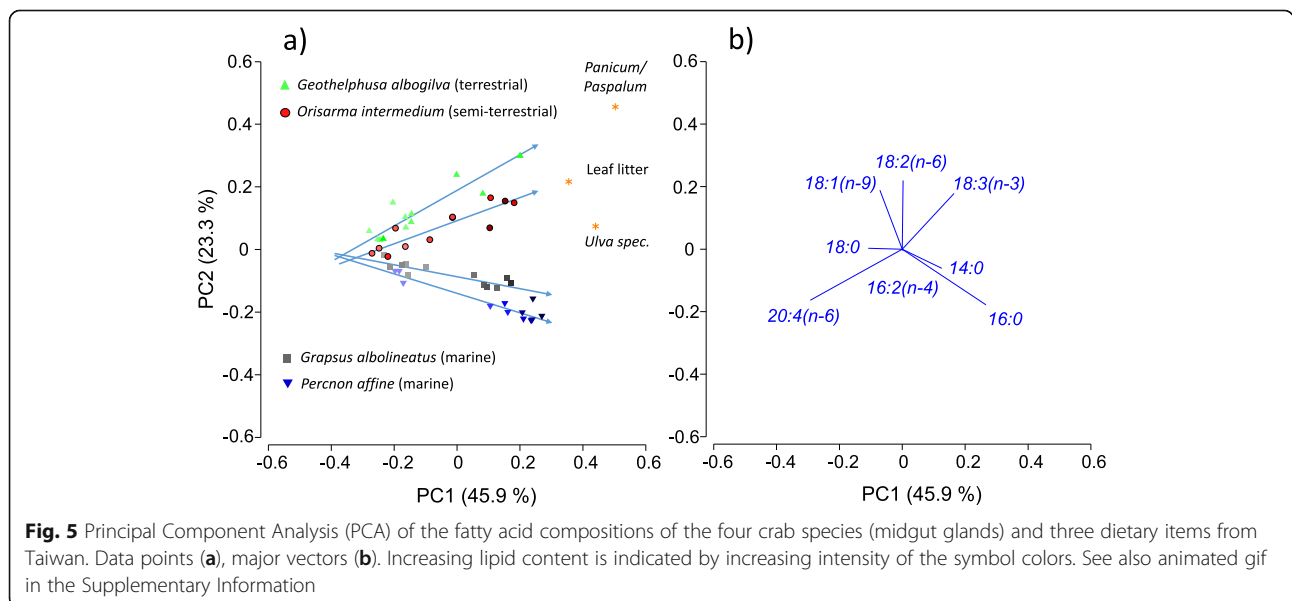 a)
0.6
0.4
0.2
0
-0.2
-0.4
-0.6
PC2 (23.3 %)
Geothelphusa albogilva (terrestrial)
Orisarma intermedium (semi-terrestrial)
Panicum/
Paspalum
Leaf litter
Ulva spec.
Grapsus albolineatus (marine)
Percnon affine (marine)
-0.6 -0.4 -0.2 0 0.2 0.4 0.6
PC1 (45.9 %)
b)
0.6
0.4
0.2
0
-0.2
-0.4
-0.6
18:2(n-6)
18:1(n-9) 18:3(n-3)
18:0
14:0
16:2(n-4)
20:4(n-6) 16:0
-0.6 -0.4 -0.2 0 0.2 0.4 0.6
PC1 (45.9 %)
Fig. 5 Principal Component Analysis (PCA) of the fatty acid compositions of the four crab species (midgut glands) and three dietary items from
Taiwan. Data points (a), major vectors (b). Increasing lipid content is indicated by increasing intensity of the symbol colors. See also animated gif
in the Supplementary Information